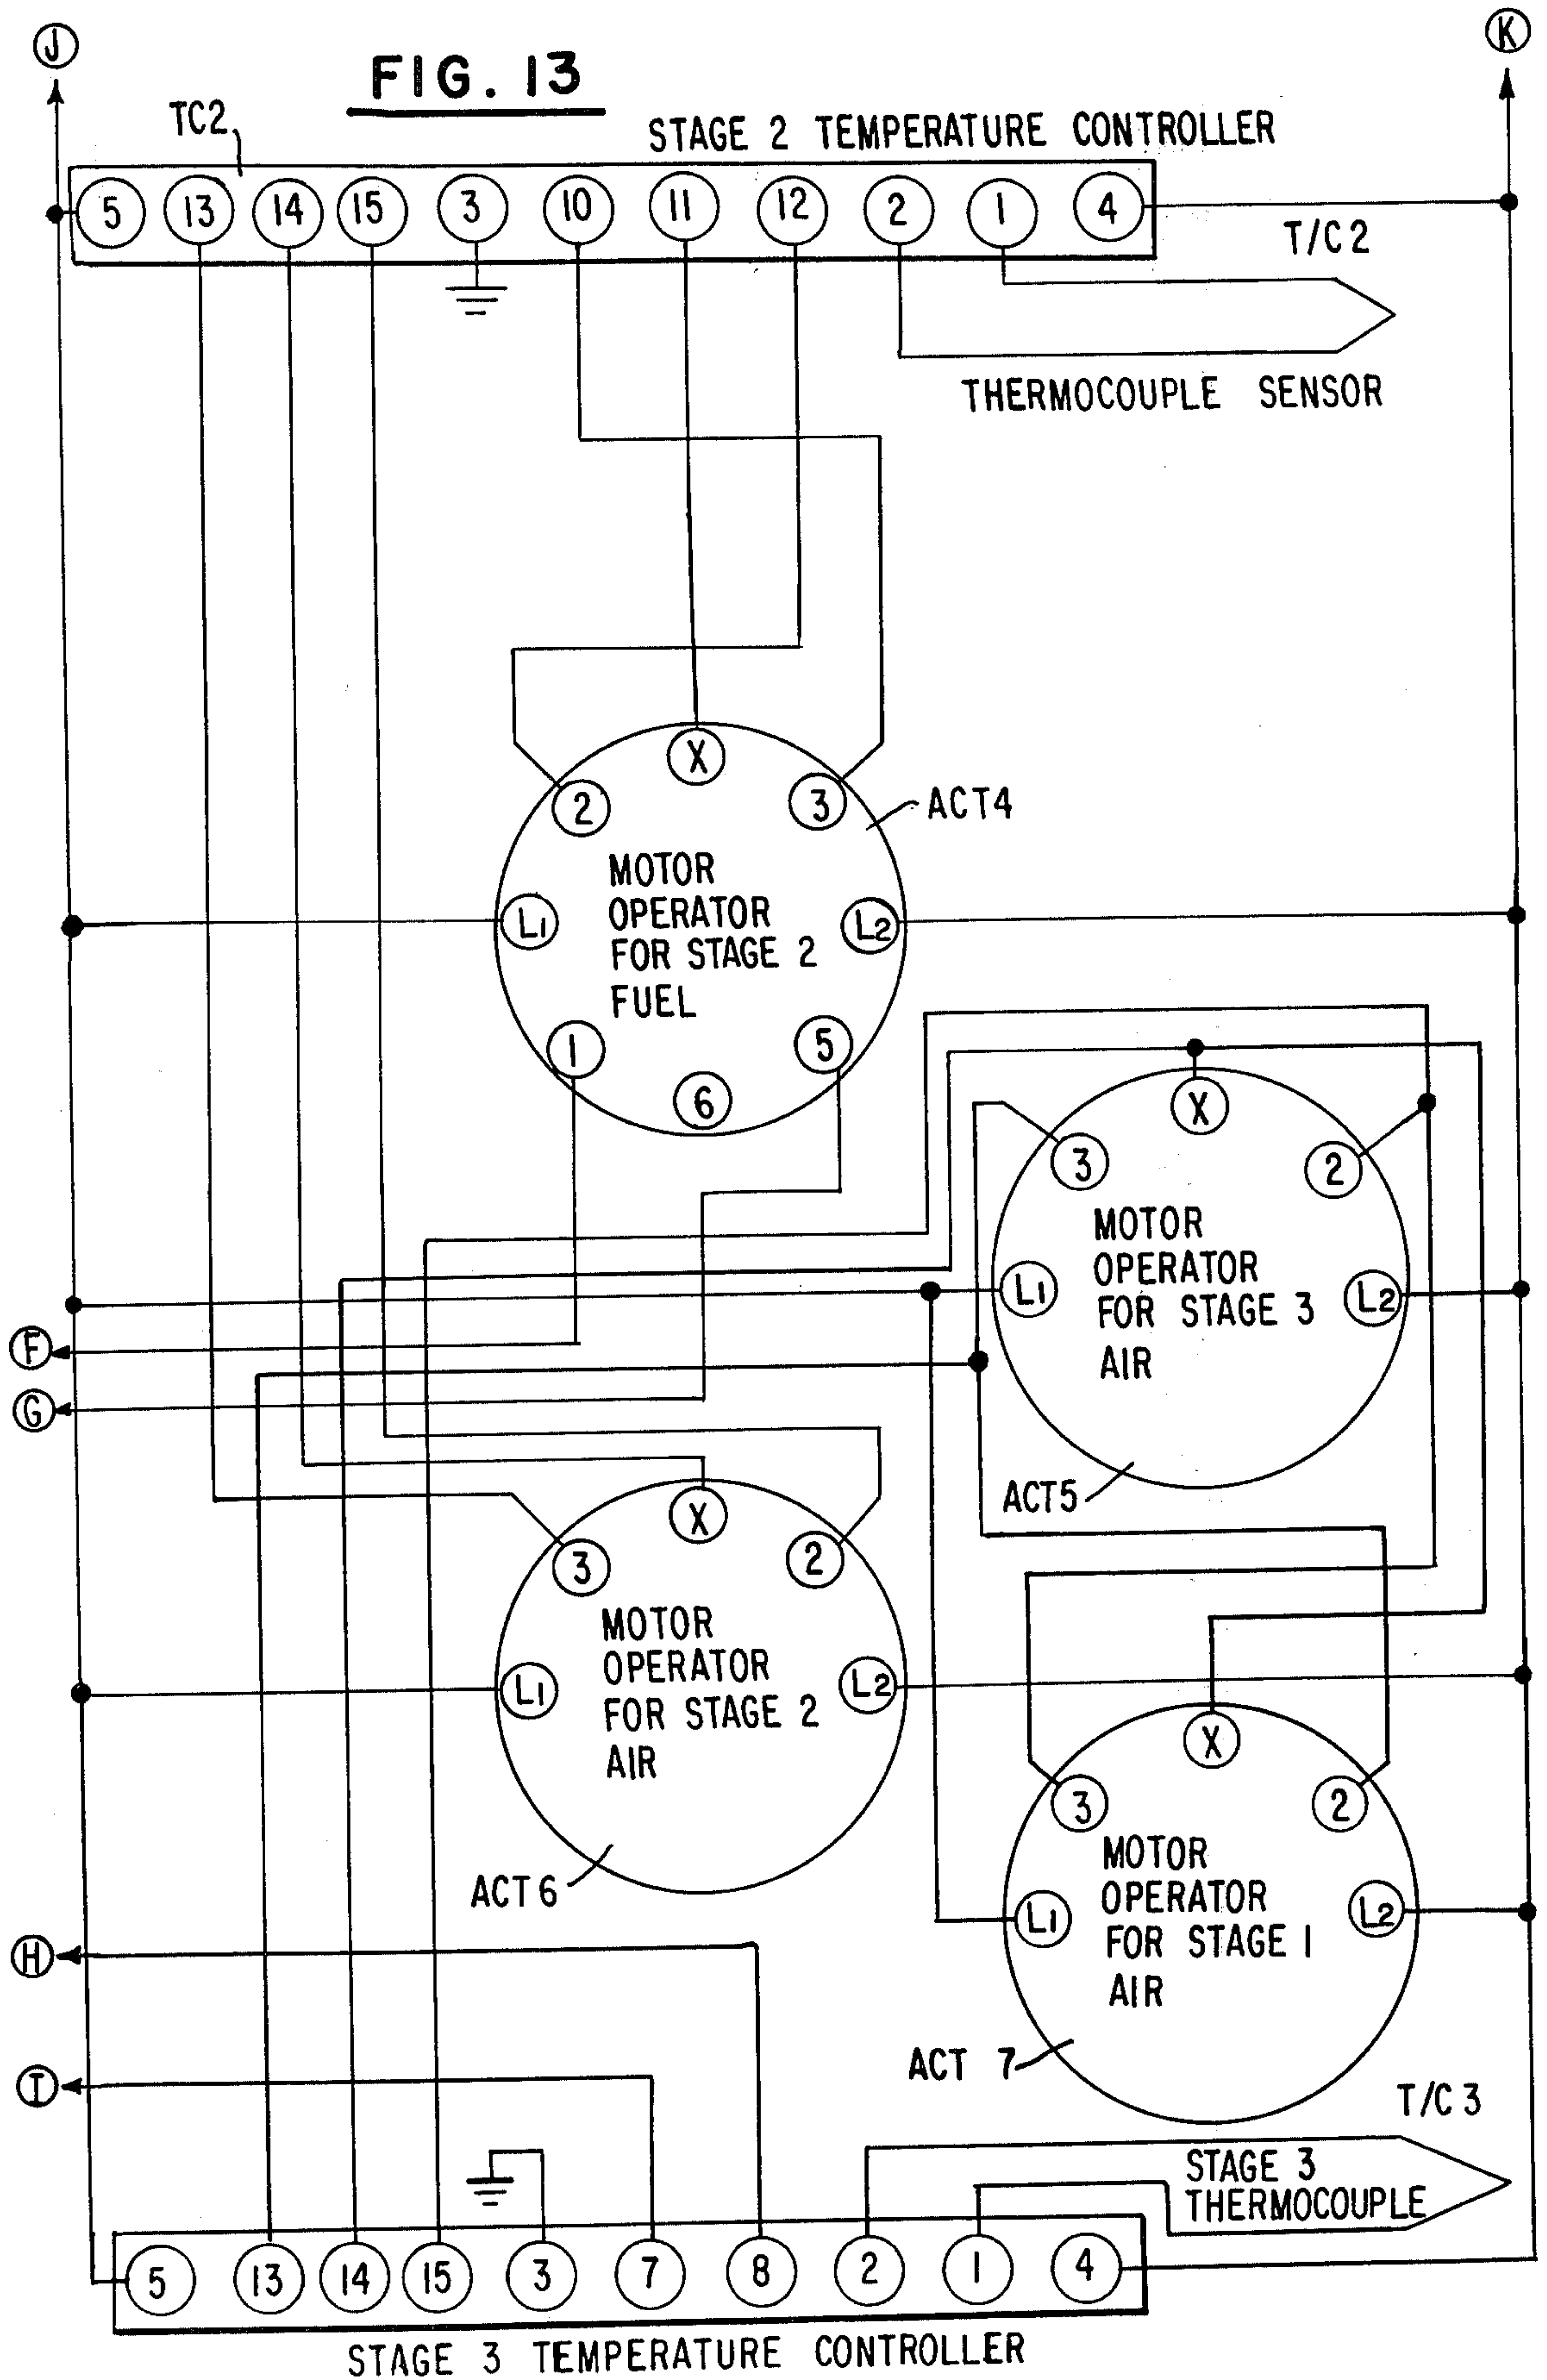 J
K
FIG. 13
TC2
STAGE 2 TEMPERATURE CONTROLLER
5 13 14 15 3 10 11 12 2 1 4
T/C2
THERMOCOUPLE SENSOR
X
2 3
ACT4
MOTOR
OPERATOR
FOR STAGE 2
FUEL
L1 L2
1 5
6
X
3 2
MOTOR
OPERATOR
FOR STAGE 3
AIR
L1 L2
F
G
ACT5
X
3 2
MOTOR
OPERATOR
FOR STAGE 2
AIR
L1 L2
ACT6
X
3 2
MOTOR
OPERATOR
FOR STAGE 1
AIR
L1 L2
H
ACT 7
I
T/C3
STAGE 3
THERMOCOUPLE
5 13 14 15 3 7 8 2 1 4
STAGE 3 TEMPERATURE CONTROLLER